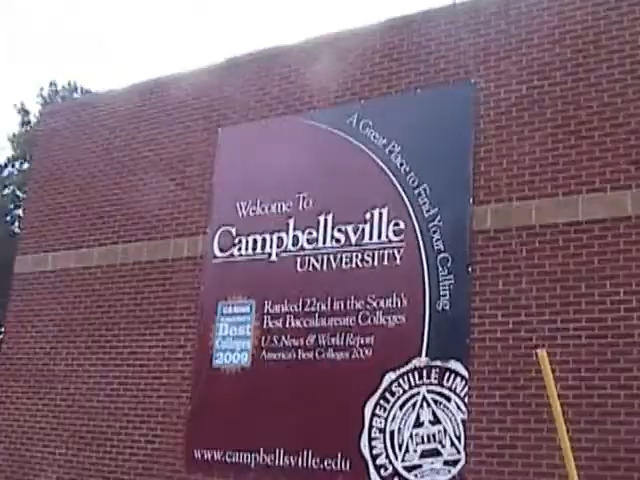 A Great Place to Find Your Calling
Welcome To
Campbellsville
UNIVERSITY
Best
Colleges
2009
Ranked 22nd in the South's
Best Baccalaureate Colleges
U.S. News & World Report
America's Best Colleges 2009
www.campbellsville.edu
CAMPBELLSVILLE UNI